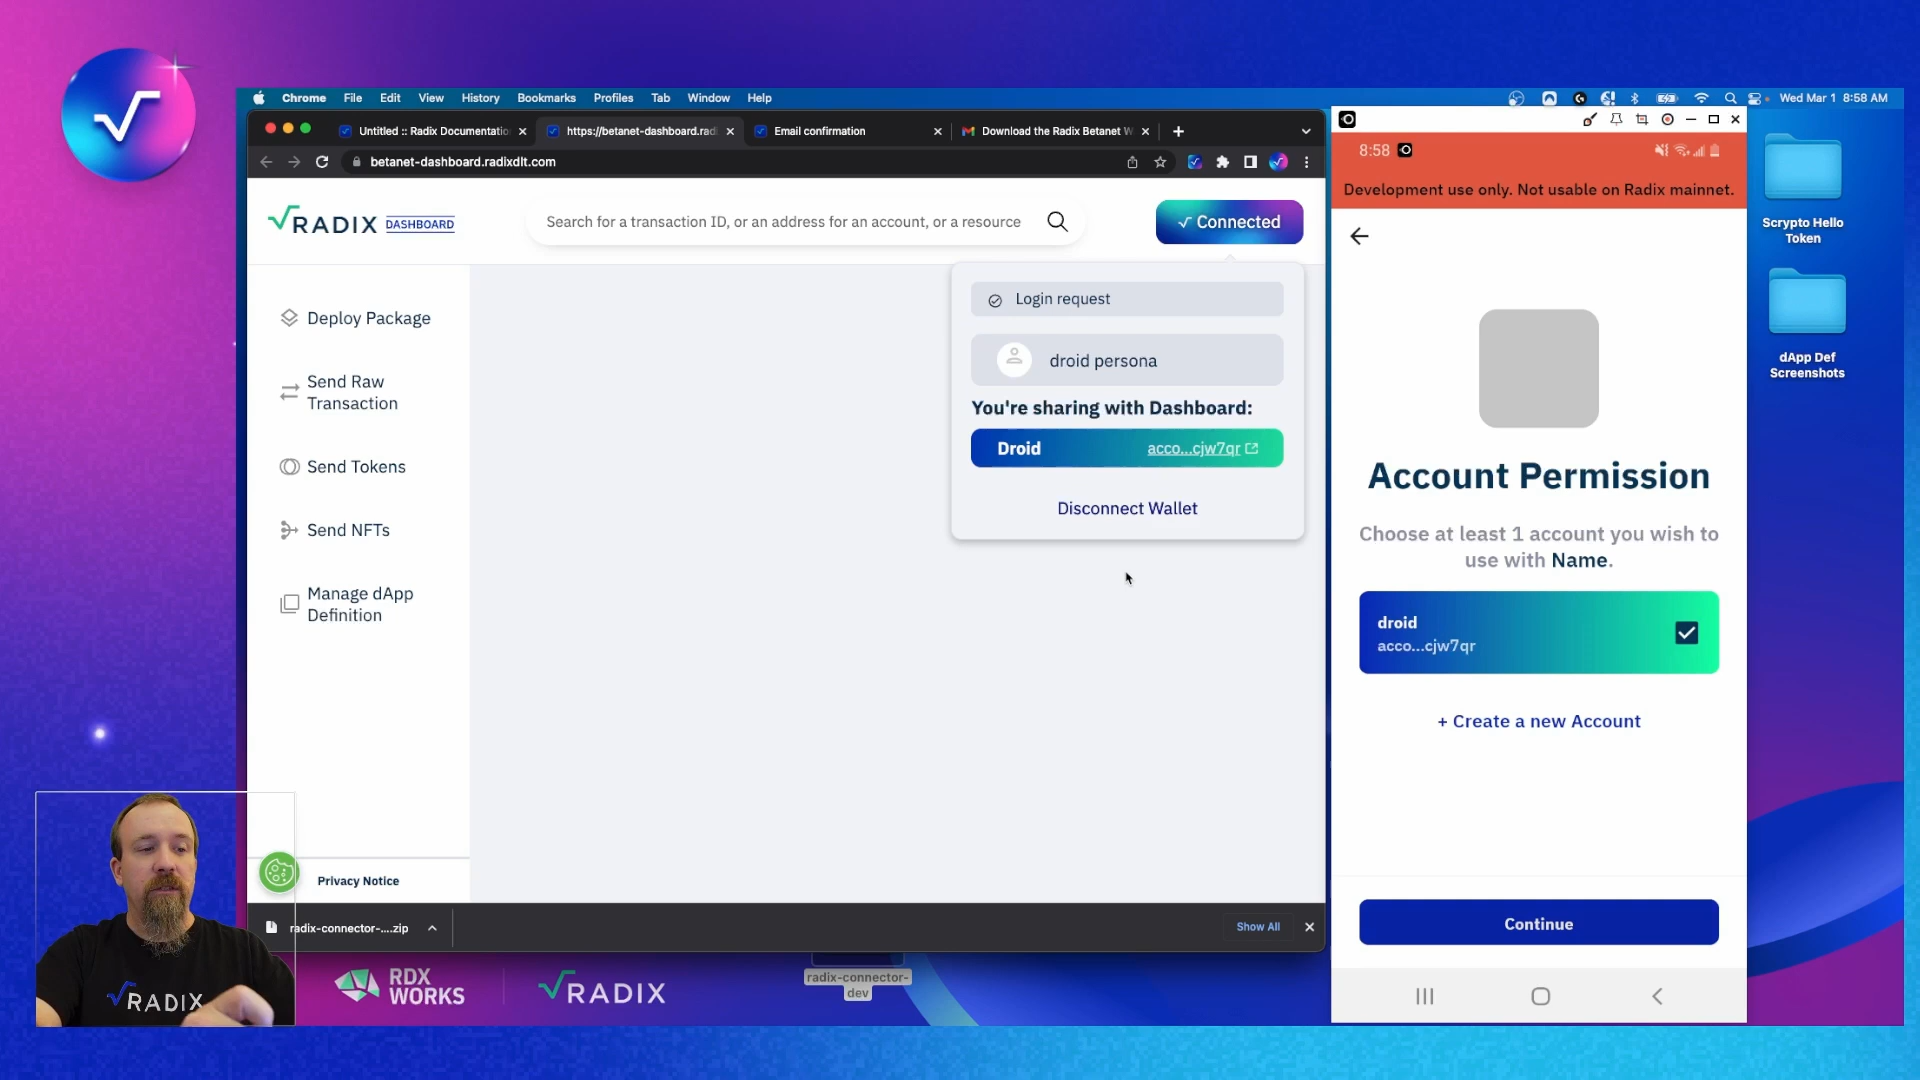 Chrome File Edit View History Bookmarks Profiles Tab Window Help
Wed Mar 1 8:58 AM
Untitled :: Radix Documentatio
https://betanet-dashboard.radi
Email confirmation
Download the Radix Betanet W
betanet-dashboard.radixdlt.com
RADIX DASHBOARD
Search for a transaction ID, or an address for an account, or a resource
Connected
Deploy Package
Send Raw
Transaction
Send Tokens
Send NFTs
Manage dApp
Definition
Privacy Notice
Login request
droid persona
You're sharing with Dashboard:
Droid acco...cjw7qr
Disconnect Wallet
radix-connector-....zip
Show All
RDX
WORKS
RADIX
radix-connector-
dev
RADIX
8:58
Development use only. Not usable on Radix mainnet.
Account Permission
Choose at least 1 account you wish to
use with Name.
droid
acco...cjw7qr
+ Create a new Account
Continue
Scrypto Hello
Token
dApp Def
Screenshots